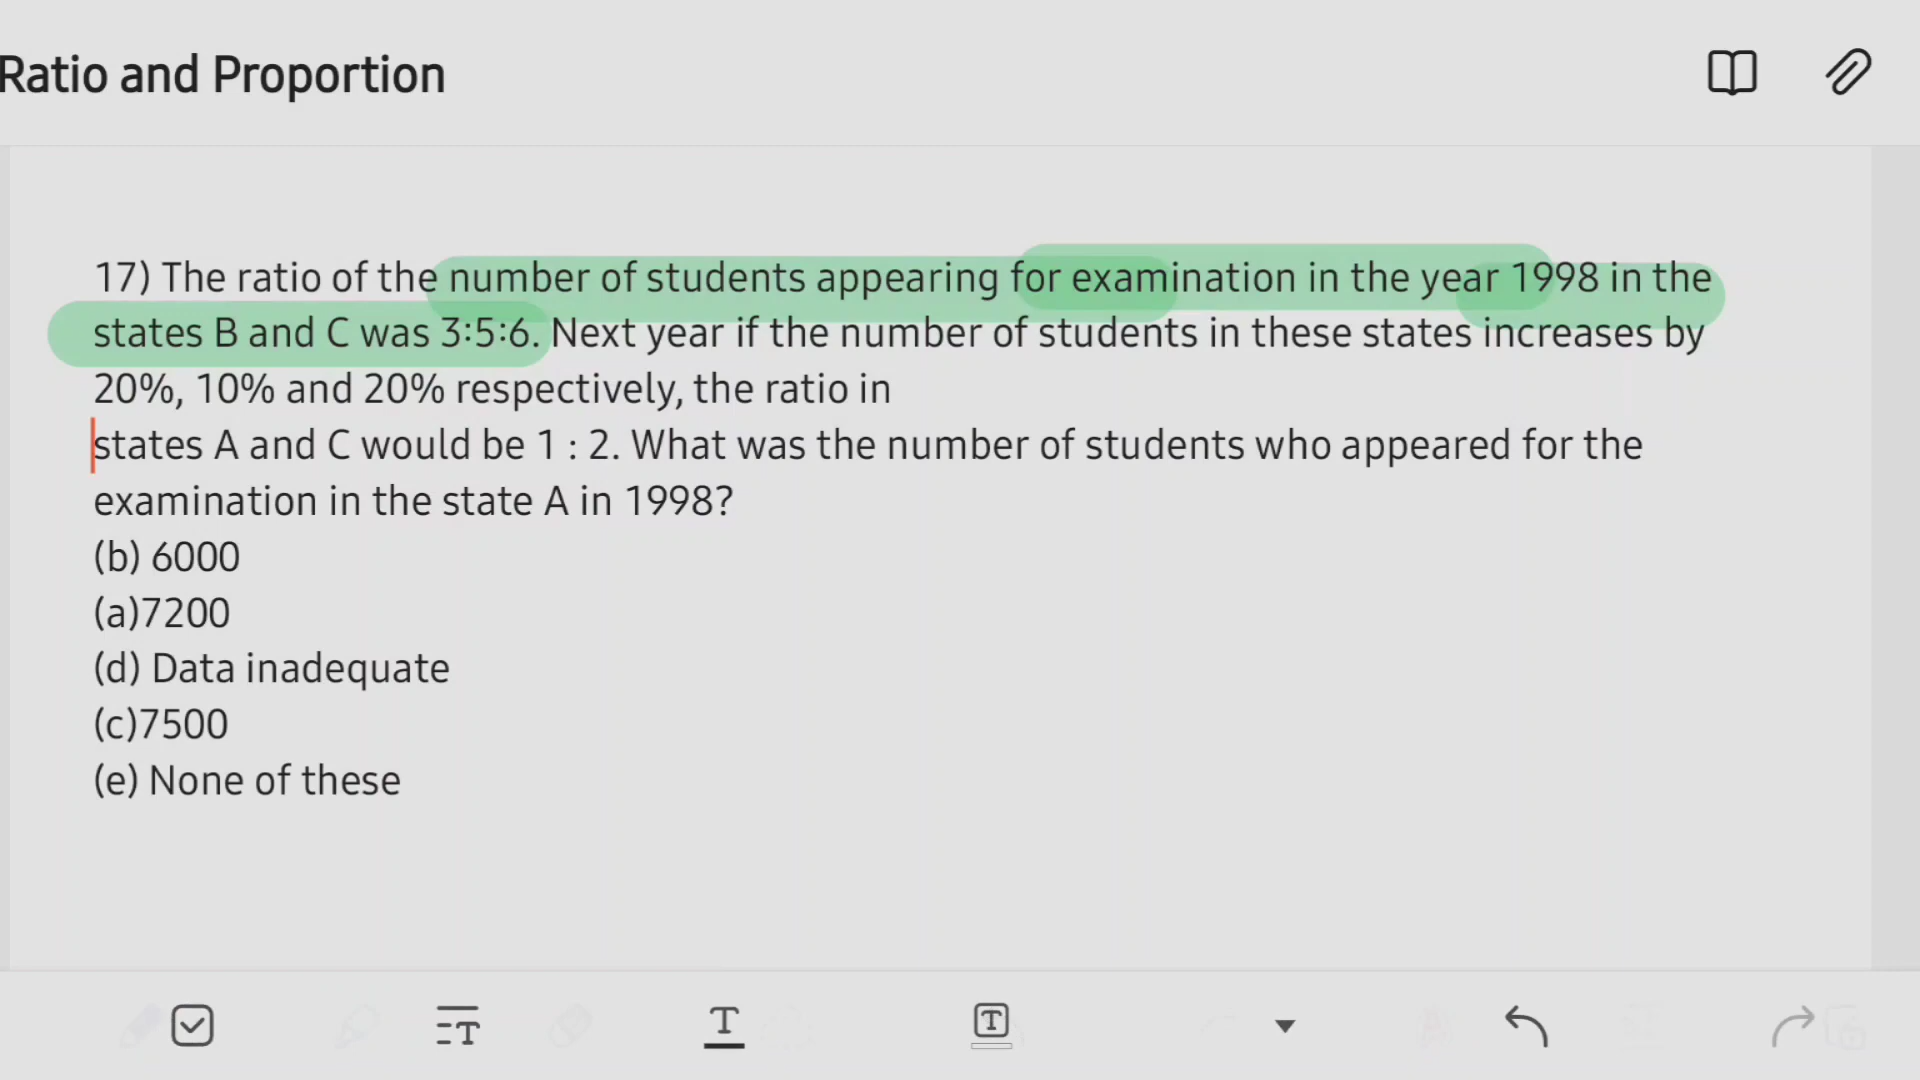 Ratio and Proportion
17) The ratio of the number of students appearing for examination in the year 1998 in the
states B and C was 3:5:6. Next year if the number of students in these states increases by
20%, 10% and 20% respectively, the ratio in
states A and C would be 1 : 2. What was the number of students who appeared for the
examination in the state A in 1998?
(b) 6000
(a)7200
(d) Data inadequate
(c)7500
(e) None of these